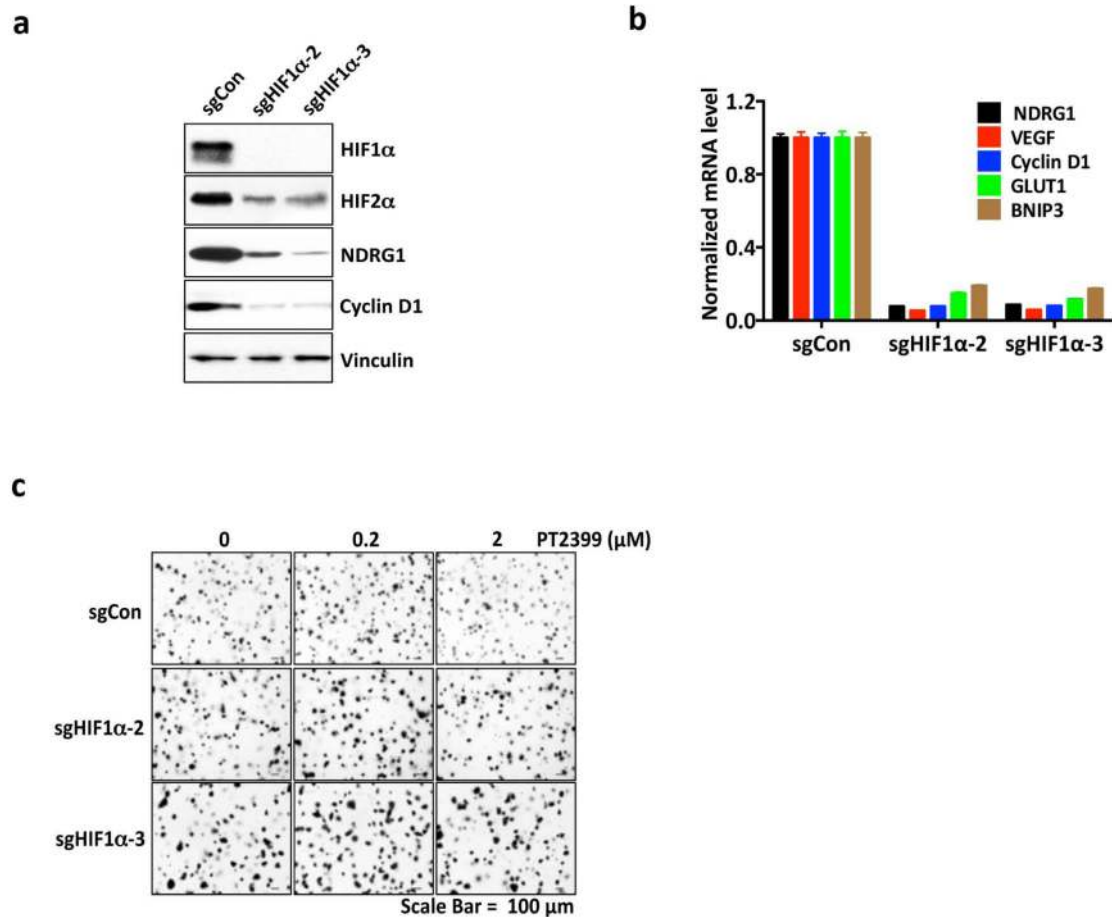 a
sgCon sgHIF1α-2 sgHIF1α-3
HIF1α
HIF2α
NDRG1
Cyclin D1
Vinculin
b
Normalized mRNA level
1.2
0.8
0.4
0.0
NDRG1
VEGF
Cyclin D1
GLUT1
BNIP3
sgCon sgHIF1α-2 sgHIF1α-3
c
0 0.2 2 PT2399 (μM)
sgCon
sgHIF1α-2
sgHIF1α-3
Scale Bar = 100 μm